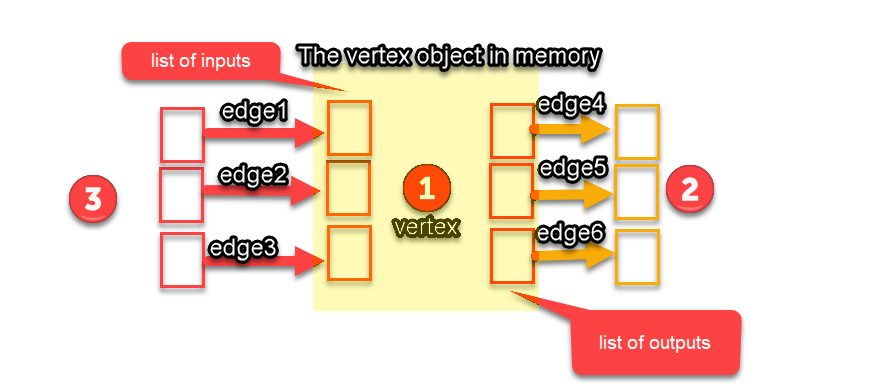 The vertex object in memory
list of inputs
edge1
edge4
edge2
edge5
3
1
2
vertex
edge3
edge6
list of outputs